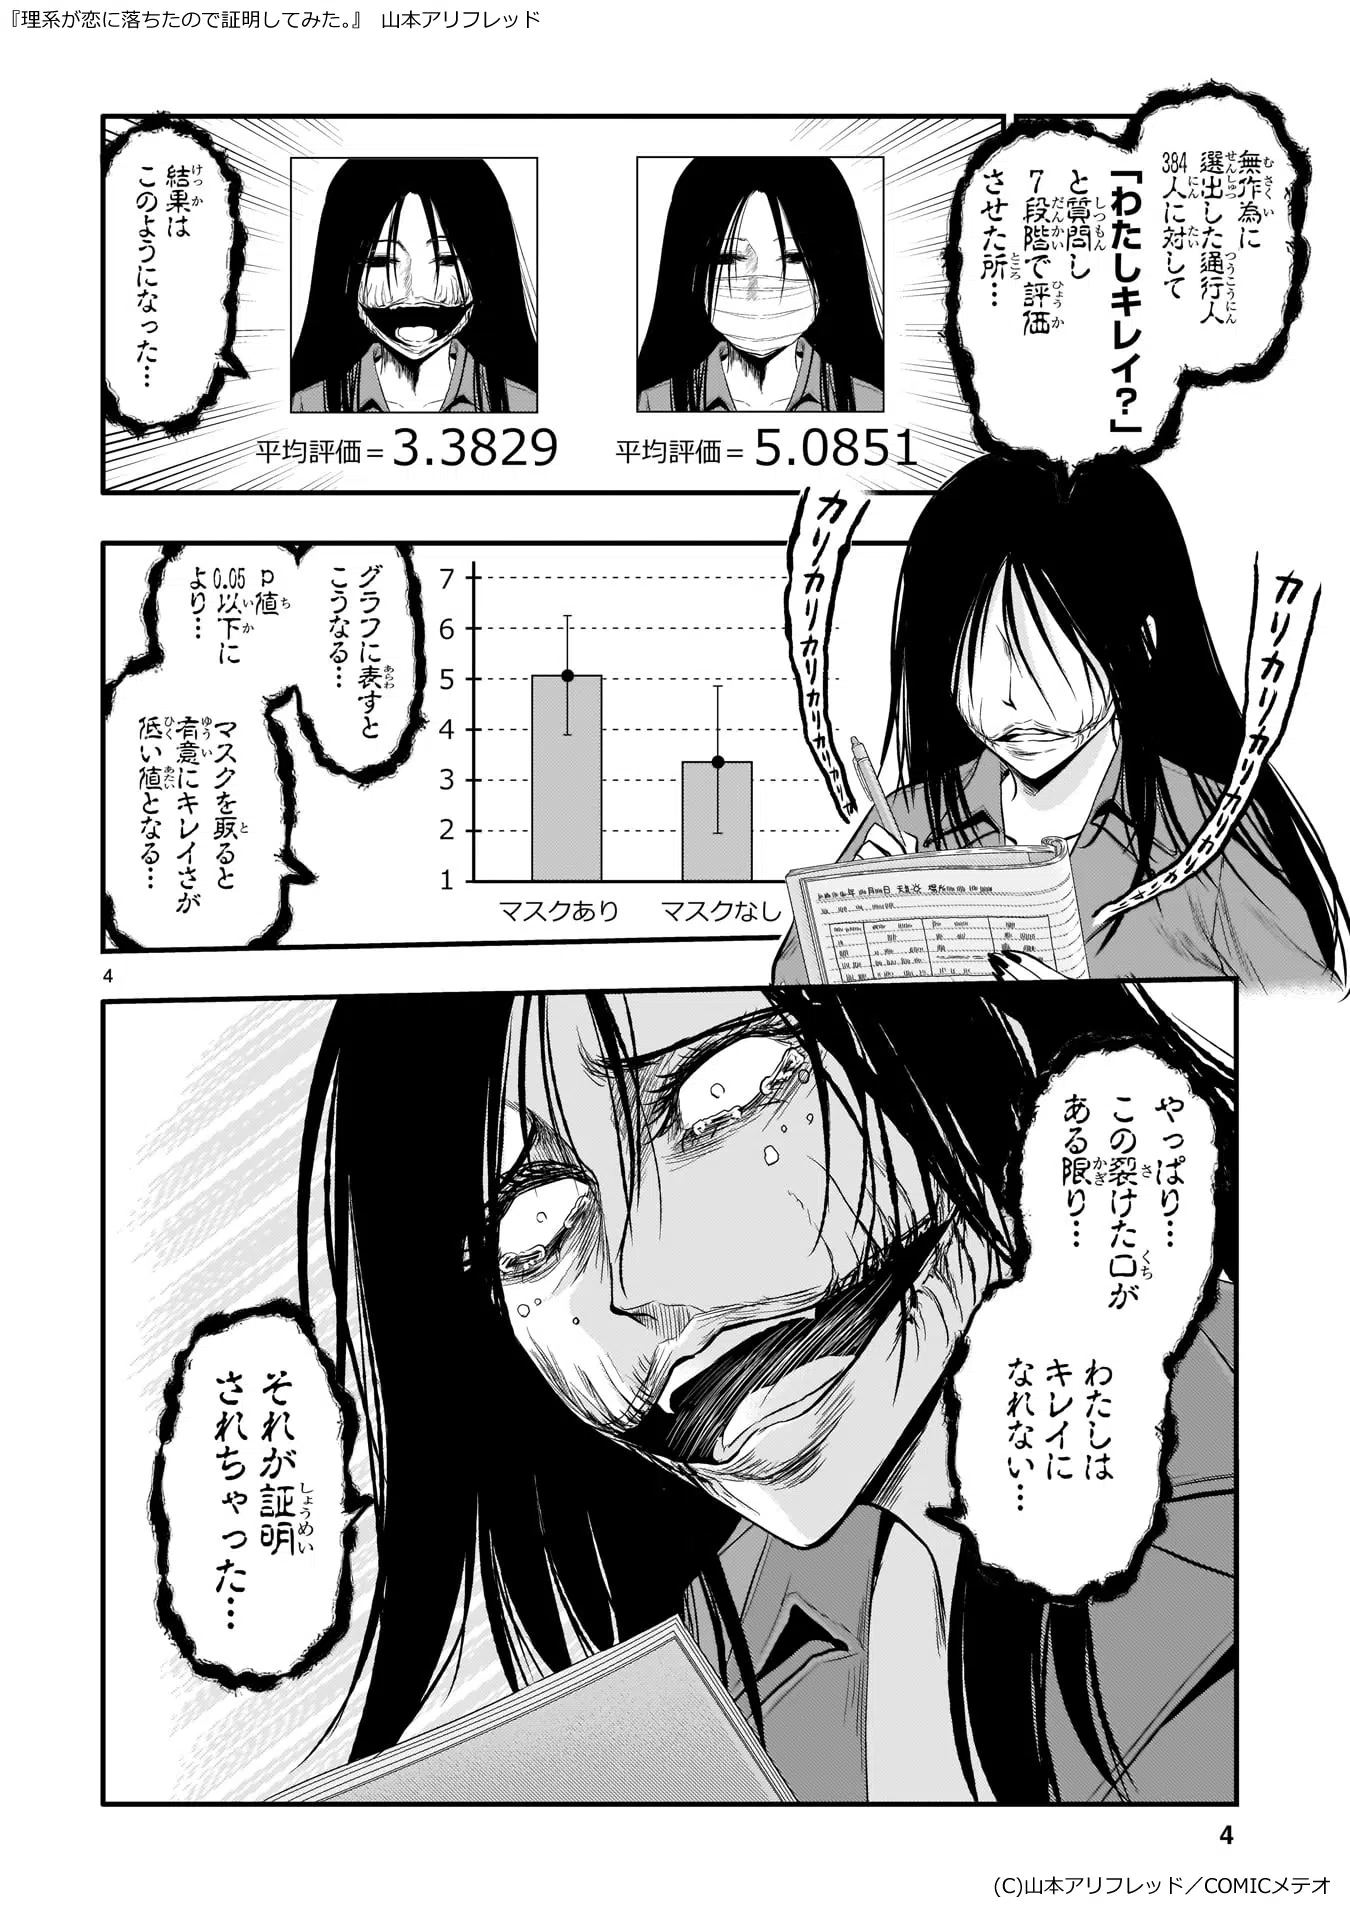 『理系が恋に落ちたので証明してみた。』 山本アリフレッド
無作為に
選出した通行人
384人に対して
「わたしキレイ？」
と質問し
7段階で評価
させた所…
平均評価＝5.0851
平均評価＝3.3829
結果は
このようになった…
カリカリカリカリカリカリカリ
カリカリカリカリカリカリカリ
グラフに表すと
こうなる…
7
6
5
4
3
2
1
マスクあり
マスクなし
p値
0.05
以下に
より…
マスクを取ると
有意にキレイさが
低い値となる…
4
やっぱり…
この裂けた口が
ある限り…
わたしは
キレイに
なれない…
それが証明
されちゃった…
4
(C)山本アリフレッド／COMICメテオ